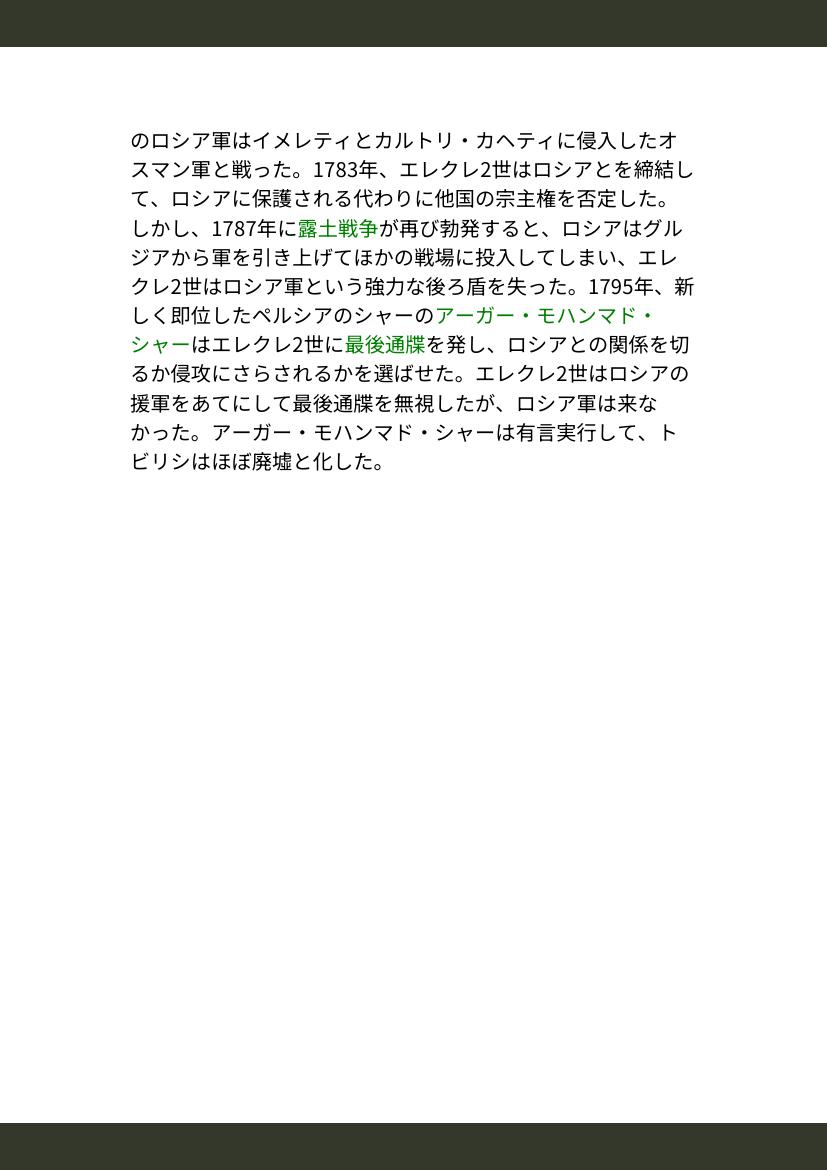 のロシア軍はイメレティとカルトリ・カヘティに侵入したオ
スマン軍と戦った。1783年、エレクレ2世はロシアとを締結し
て、ロシアに保護される代わりに他国の宗主権を否定した。
しかし、1787年に露土戦争が再び勃発すると、ロシアはグル
ジアから軍を引き上げてほかの戦場に投入してしまい、エレ
クレ2世はロシア軍という強力な後ろ盾を失った。1795年、新
しく即位したペルシアのシャーのアーガー・モハンマド・
シャーはエレクレ2世に最後通牒を発し、ロシアとの関係を切
るか侵攻にさらされるかを選ばせた。エレクレ2世はロシアの
援軍をあてにして最後通牒を無視したが、ロシア軍は来な
かった。アーガー・モハンマド・シャーは有言実行して、ト
ビリシはほぼ廃墟と化した。